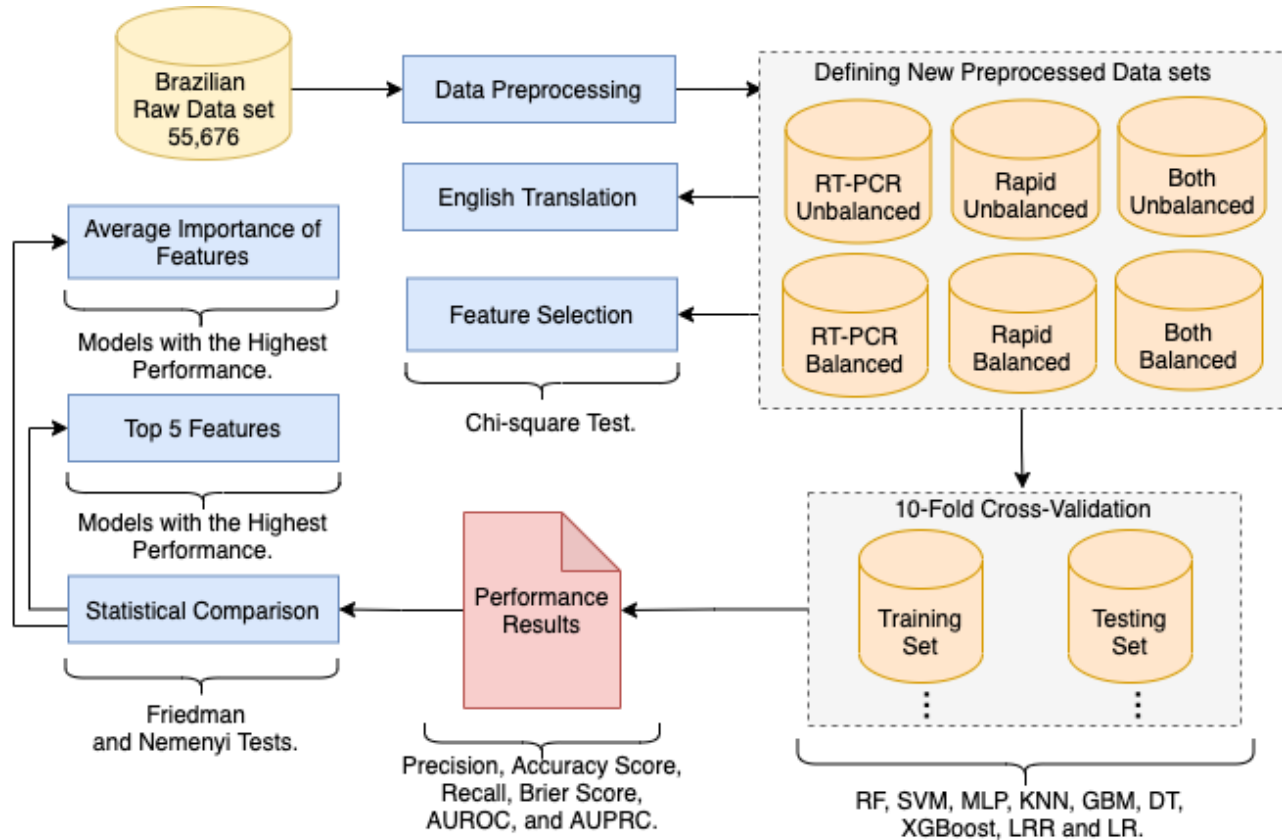 Brazilian
Raw Data set
55,676
Data Preprocessing
Defining New Preprocessed Data sets
RT-PCR
Unbalanced
Rapid
Unbalanced
Both
Unbalanced
RT-PCR
Balanced
Rapid
Balanced
Both
Balanced
English Translation
Feature Selection
Chi-square Test.
10-Fold Cross-Validation
Training
Set
Testing
Set
RF, SVM, MLP, KNN, GBM, DT,
XGBoost, LRR and LR.
Performance
Results
Precision, Accuracy Score,
Recall, Brier Score,
AUROC, and AUPRC.
Statistical Comparison
Friedman
and Nemenyi Tests.
Top 5 Features
Models with the Highest
Performance.
Average Importance of
Features
Models with the Highest
Performance.